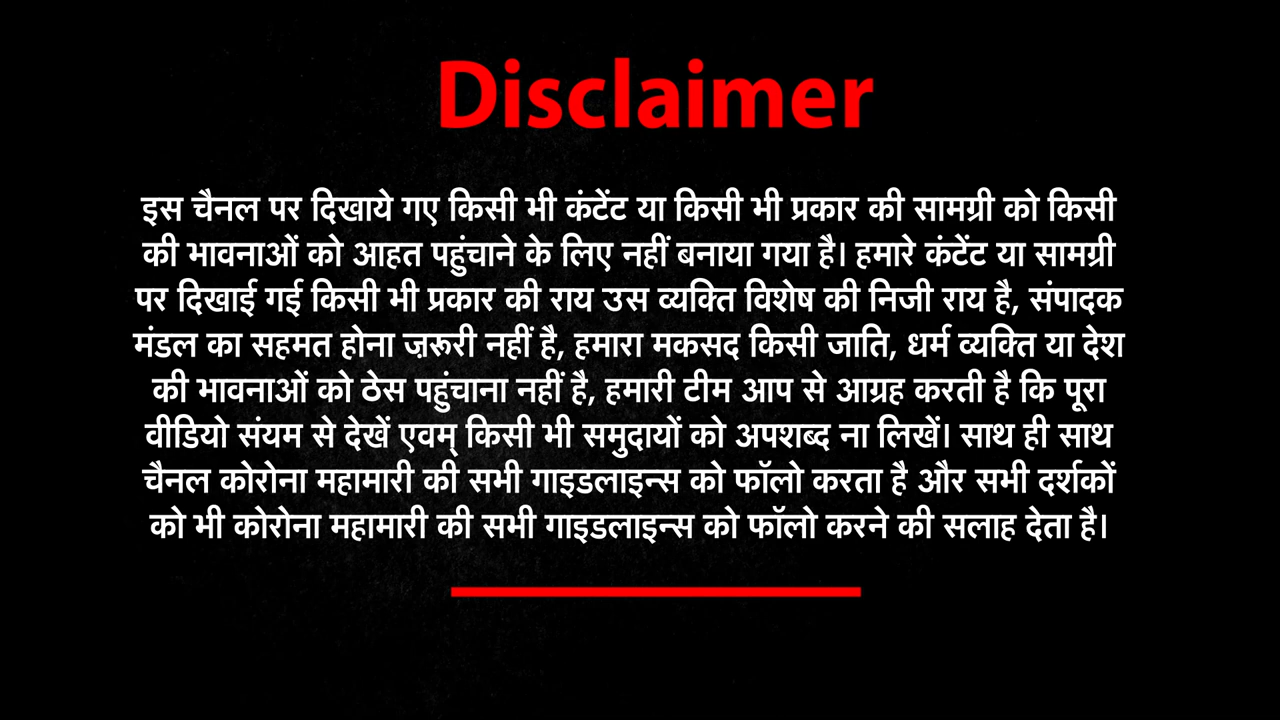 Disclaimer
इस चैनल पर दिखाये गए किसी भी कंटेंट या किसी भी प्रकार की सामग्री को किसी
की भावनाओं को आहत पहुंचाने के लिए नहीं बनाया गया है। हमारे कंटेंट या सामग्री
पर दिखाई गई किसी भी प्रकार की राय उस व्यक्ति विशेष की निजी राय है, संपादक
मंडल का सहमत होना ज़रूरी नहीं है, हमारा मकसद किसी जाति, धर्म व्यक्ति या देश
की भावनाओं को ठेस पहुंचाना नहीं है, हमारी टीम आप से आग्रह करती है कि पूरा
वीडियो संयम से देखें एवम् किसी भी समुदायों को अपशब्द ना लिखें। साथ ही साथ
चैनल कोरोना महामारी की सभी गाइडलाइन्स को फॉलो करता है और सभी दर्शकों
को भी कोरोना महामारी की सभी गाइडलाइन्स को फॉलो करने की सलाह देता है।